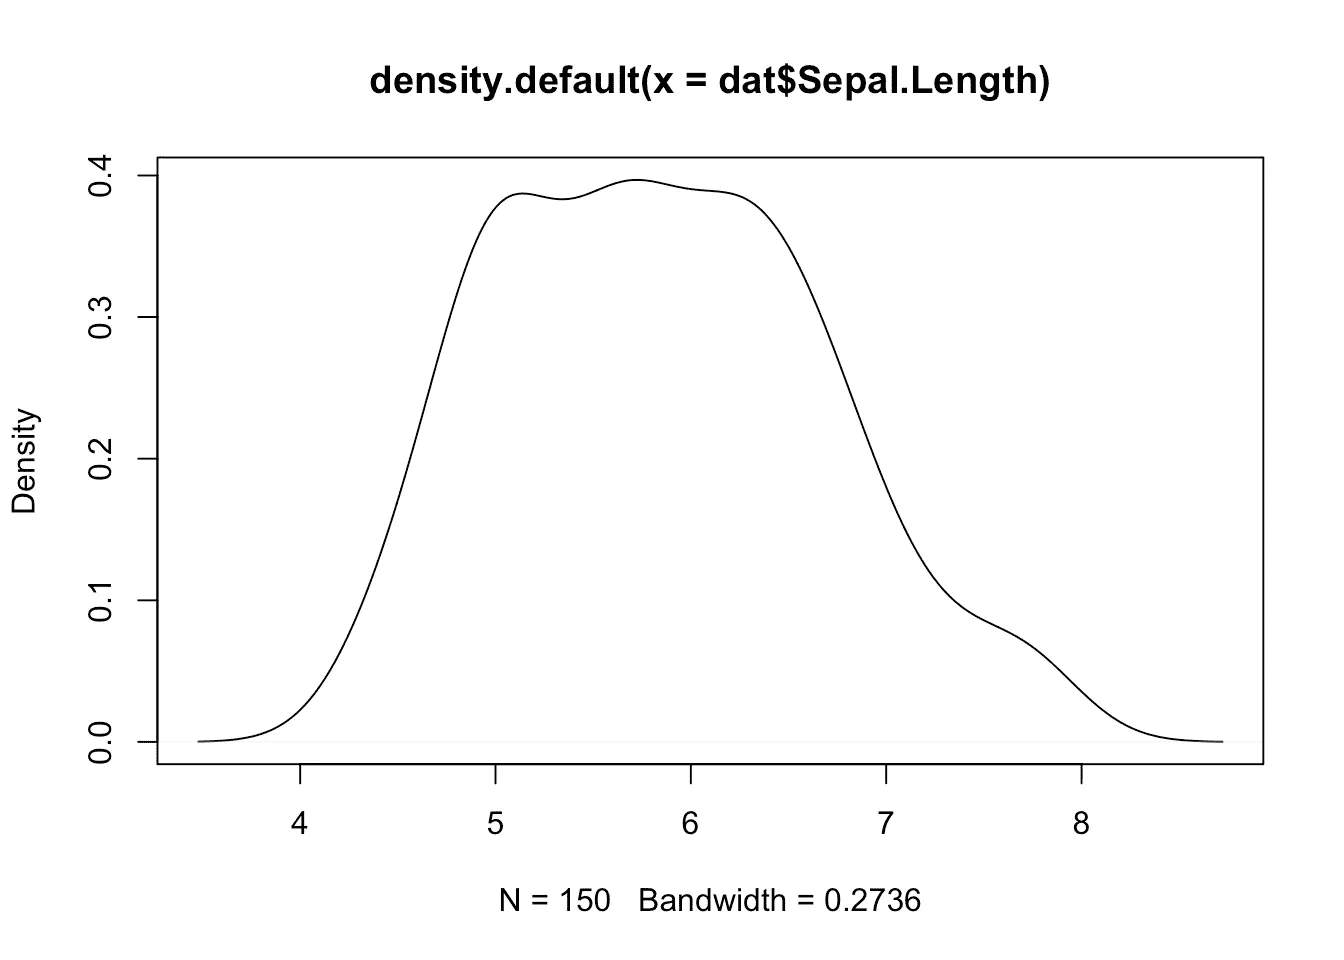 density.default(x = dat$Sepal.Length)
Density
0.4
0.3
0.2
0.1
0.0
4 5 6 7 8
N = 150 Bandwidth = 0.2736